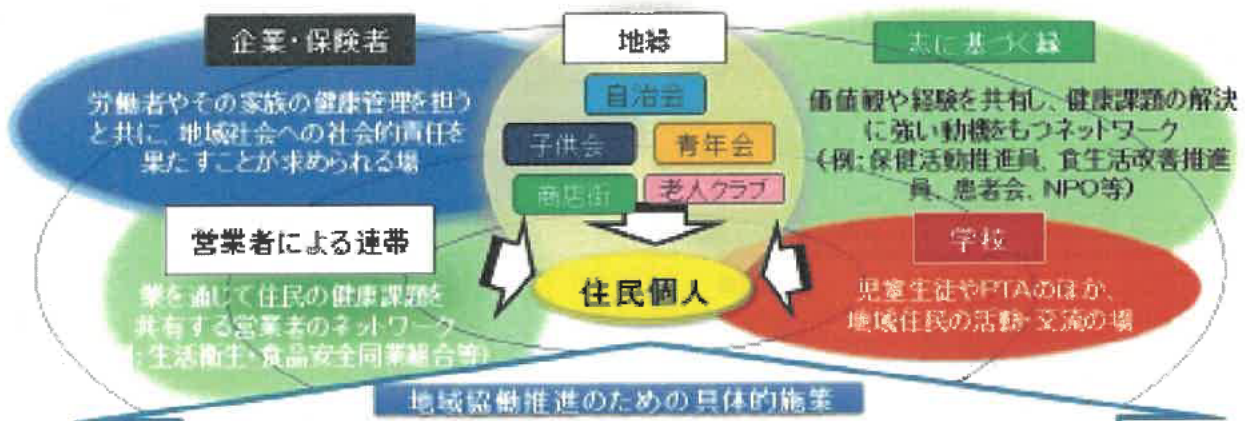 企業・保険者
労働者やその家族の健康管理を担う
と共に、地域社会への社会的責任を
果たすことが求められる場
地縁
自治会
子供会
青年会
商店街
老人クラブ
志に基づく縁
価値観や経験を共有し、健康課題の解決
に強い動機をもつネットワーク
(例:保健活動推進員、食生活改善推進
員、患者会、NPO等)
営業者による連帯
業を通じて住民の健康課題を
共有する営業者のネットワーク
:生活衛生・食品安全同業組合等)
住民個人
学校
児童生徒やPTAのほか、
地域住民の活動・交流の場
地域協働推進のための具体的施策